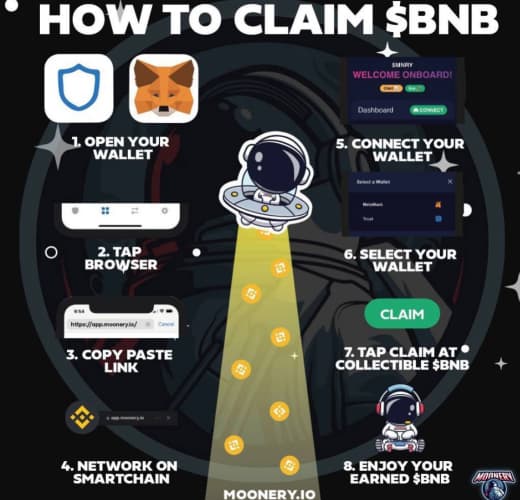 HOW TO CLAIM $BNB
1. OPEN YOUR
WALLET
2. TAP
BROWSER
9:54
https://app.moonery.io/
Cancel
3. COPY PASTE
LINK
app.moonery.io
4. NETWORK ON
SMARTCHAIN
$MNRY
WELCOME ONBOARD!
Dashboard
CONNECT
5. CONNECT YOUR
WALLET
Select a Wallet
MetaMask
Trust
6. SELECT YOUR
WALLET
CLAIM
7. TAP CLAIM AT
COLLECTIBLE $BNB
8. ENJOY YOUR
EARNED $BNB
MOONERY.IO
MOONERY